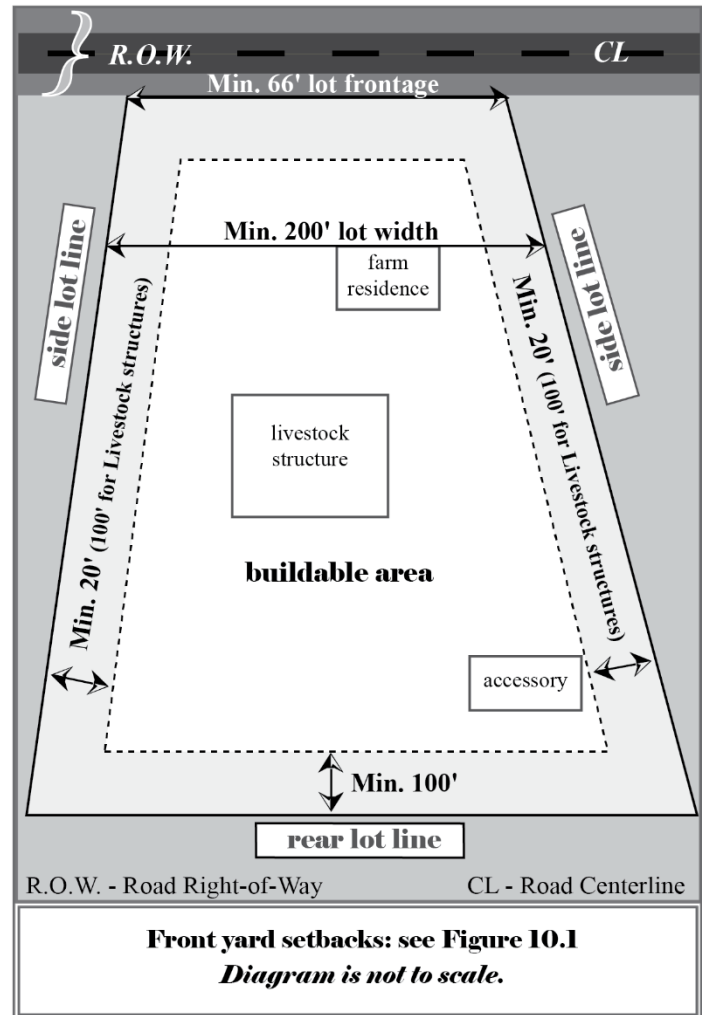 R.O.W.
CL
Min. 66' lot frontage
Min. 200' lot width
farm
residence
side lot line
side lot line
livestock
structure
Min. 20' (100' for Livestock structures)
Min. 20' (100' for Livestock structures)
buildable area
accessory
Min. 100'
rear lot line
R.O.W. - Road Right-of-Way
CL - Road Centerline
Front yard setbacks: see Figure 10.1
Diagram is not to scale.